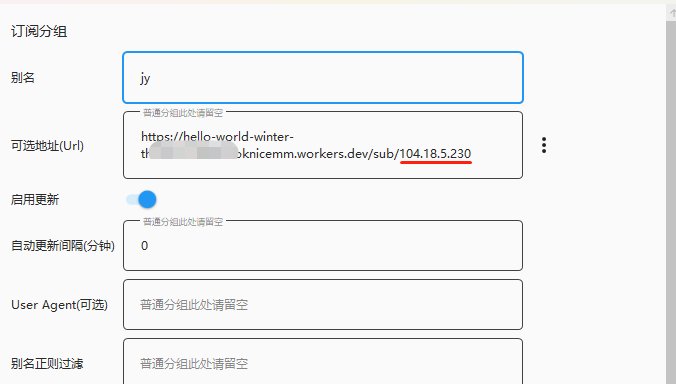 订阅分组
别名
jy
普通分组此处请留空
可选地址(Url)
https://hello-world-winter-
th oknicemm.workers.dev/sub/104.18.5.230
启用更新
普通分组此处请留空
自动更新间隔(分钟)
0
User Agent(可选)
普通分组此处请留空
别名正则过滤
普通分组此处请留空